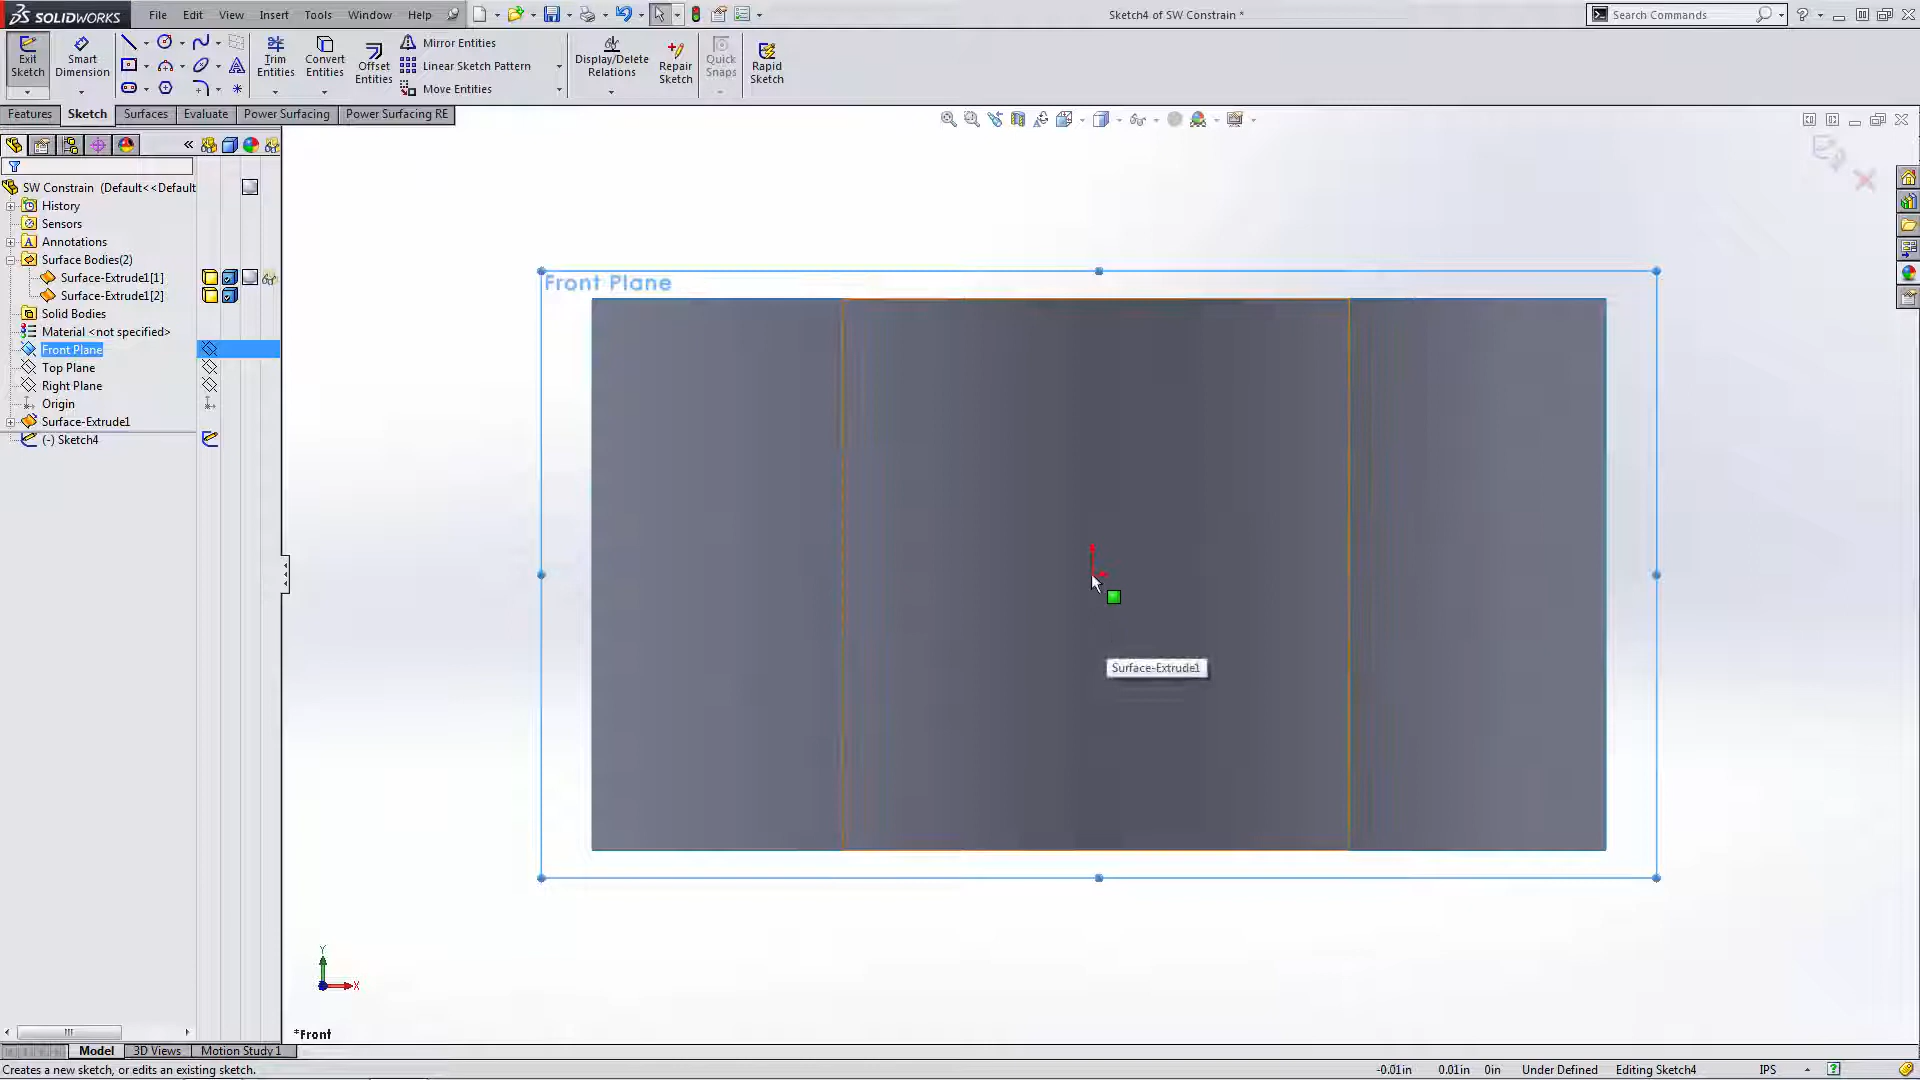 SOLIDWORKS File Edit View Insert Tools Window Help Sketch4 of SW Constrain * Search Commands
Exit Sketch Smart Dimension Trim Entities Convert Entities Offset Entities Mirror Entities Linear Sketch Pattern Move Entities Display/Delete Relations Repair Sketch Quick Snaps Rapid Sketch
Features Sketch Surfaces Evaluate Power Surfacing Power Surfacing RE
SW Constrain (Default<<Default
History
Sensors
Annotations
Surface Bodies(2)
Surface-Extrude1[1]
Surface-Extrude1[2]
Solid Bodies
Material <not specified>
Front Plane
Top Plane
Right Plane
Origin
Surface-Extrude1
(-) Sketch4
Front Plane
Surface-Extrude1
Y
X
*Front
Model 3D Views Motion Study 1
Creates a new sketch, or edits an existing sketch. -0.01in 0.01in 0in Under Defined Editing Sketch4 IPS